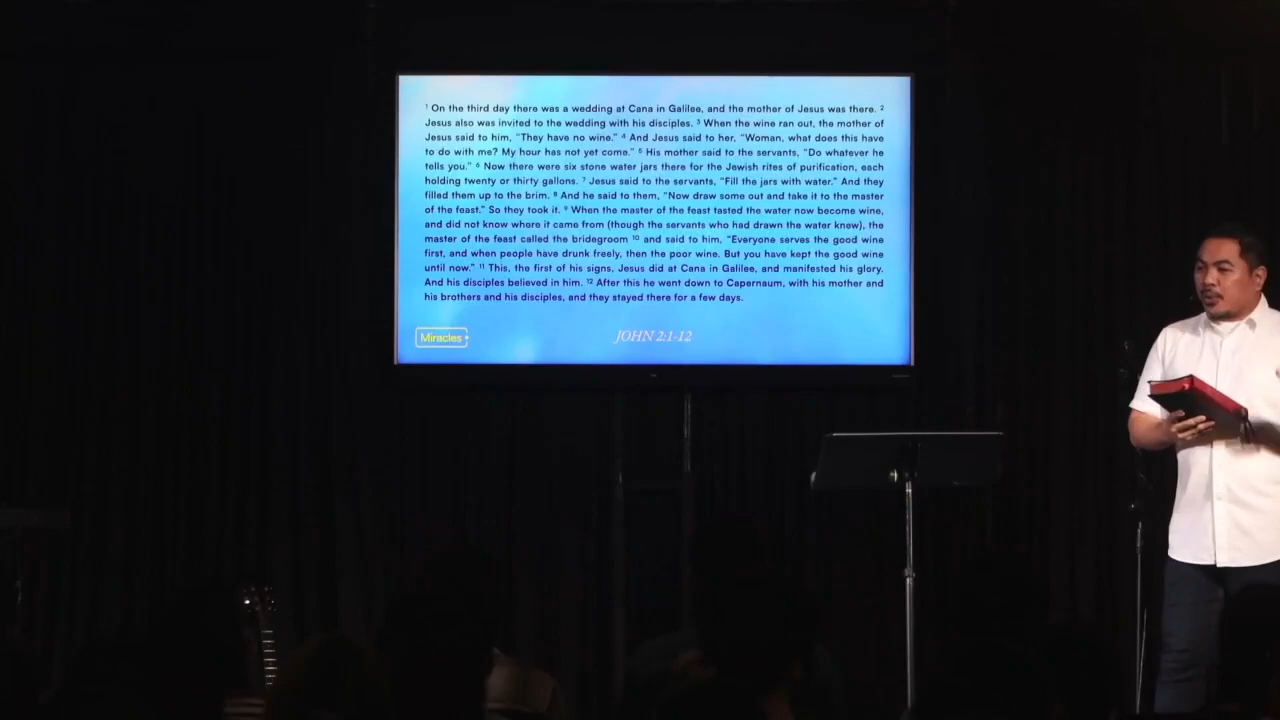 ¹ On the third day there was a wedding at Cana in Galilee, and the mother of Jesus was there. ²
Jesus also was invited to the wedding with his disciples. ³ When the wine ran out, the mother of
Jesus said to him, “They have no wine.” ⁴ And Jesus said to her, “Woman, what does this have
to do with me? My hour has not yet come.” ⁵ His mother said to the servants, “Do whatever he
tells you.” ⁶ Now there were six stone water jars there for the Jewish rites of purification, each
holding twenty or thirty gallons. ⁷ Jesus said to the servants, “Fill the jars with water.” And they
filled them up to the brim. ⁸ And he said to them, “Now draw some out and take it to the master
of the feast.” So they took it. ⁹ When the master of the feast tasted the water now become wine,
and did not know where it came from (though the servants who had drawn the water knew), the
master of the feast called the bridegroom ¹⁰ and said to him, “Everyone serves the good wine
first, and when people have drunk freely, then the poor wine. But you have kept the good wine
until now.” ¹¹ This, the first of his signs, Jesus did at Cana in Galilee, and manifested his glory.
And his disciples believed in him. ¹² After this he went down to Capernaum, with his mother and
his brothers and his disciples, and they stayed there for a few days.
Miracles
JOHN 2:1-12